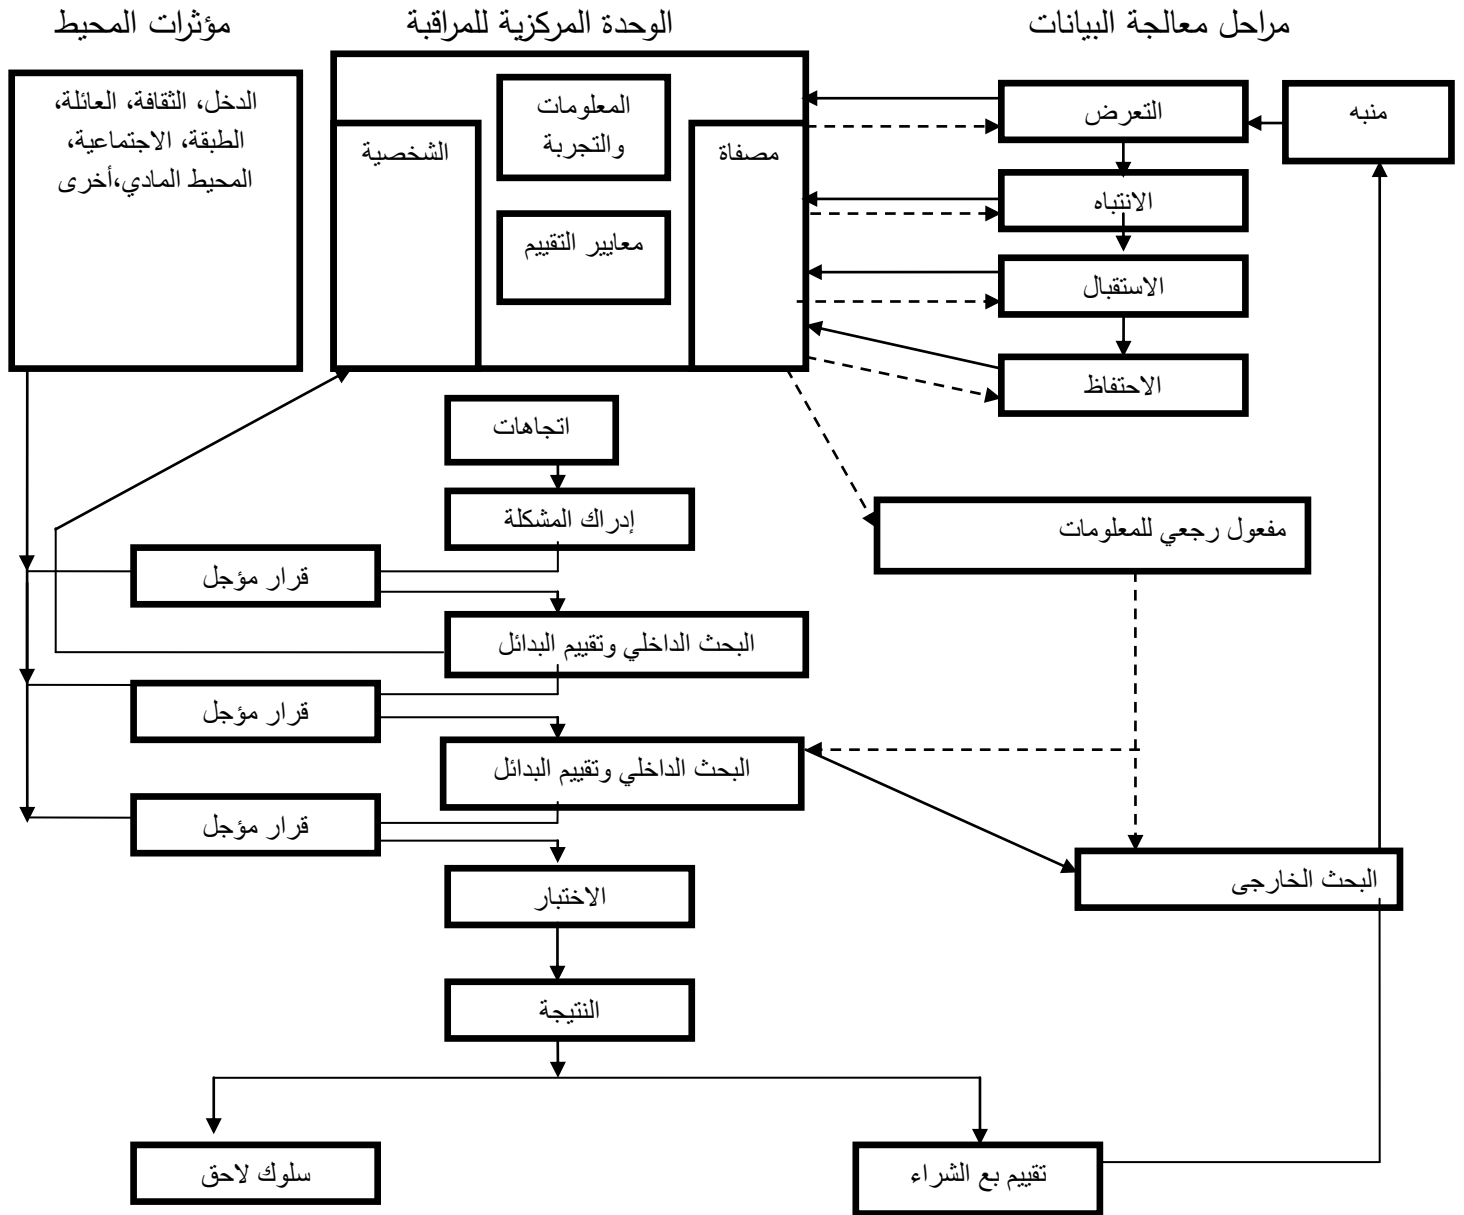 مراحل معالجة البيانات
الوحدة المركزية للمراقبة
مؤثرات المحيط
منبه
التعرض
الانتباه
الاستقبال
الاحتفاظ
المعلومات
والتجربة
مصفاة
الشخصية
معايير التقييم
الدخل، الثقافة، العائلة،
الطبقة، الاجتماعية،
المحيط المادي،أخرى
اتجاهات
إدراك المشكلة
مفعول رجعي للمعلومات
قرار مؤجل
البحث الداخلي وتقييم البدائل
قرار مؤجل
البحث الداخلي وتقييم البدائل
قرار مؤجل
البحث الخارجى
الاختبار
النتيجة
تقييم بع الشراء
سلوك لاحق